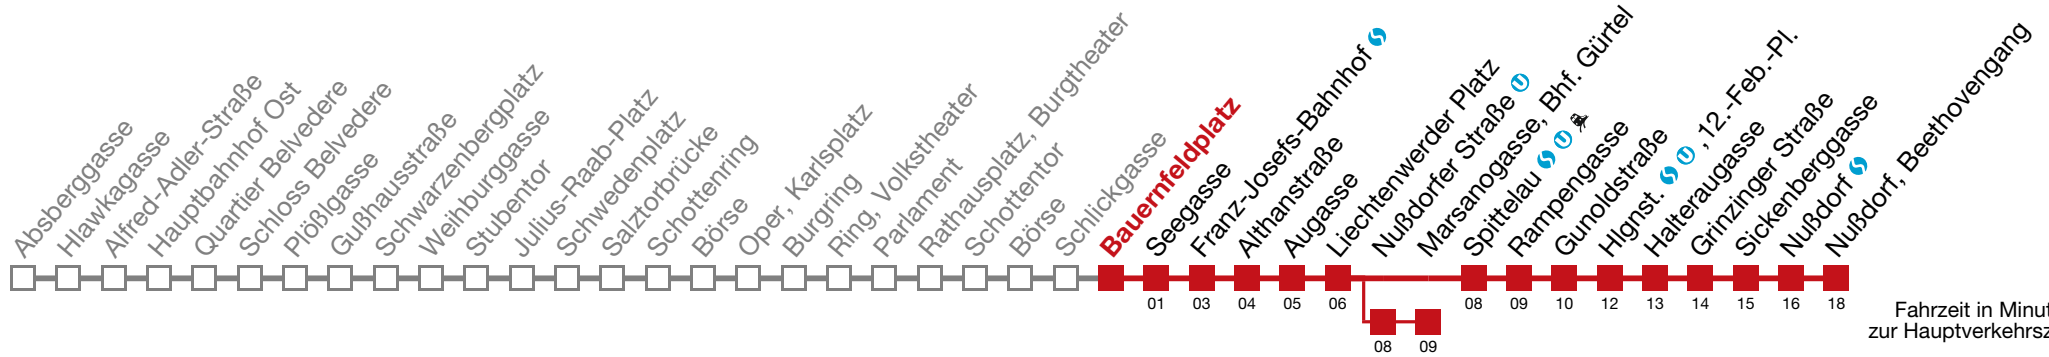 Absberggasse
Hlawkagasse
Alfred-Adler-Straße
Hauptbahnhof Ost
Quartier Belvedere
Schloss Belvedere
Plößlgasse
Gußhausstraße
Schwarzenbergplatz
Weihburggasse
Stubentor
Julius-Raab-Platz
Schwedenplatz
Salztorbrücke
Schottenring
Börse
Oper, Karlsplatz
Burgring
Ring, Volkstheater
Parlament
Rathausplatz, Burgtheater
Schottentor
Börse
Schlickgasse
Bauernfeldplatz
Seegasse
Franz-Josefs-Bahnhof S
Althanstraße
Augasse
Liechtenwerder Platz
Nußdorfer Straße U
Marsanogasse, Bhf. Gürtel
Spittelau S U
Rampengasse
Gunoldstraße
Hlgnst. S U , 12.-Feb.-Pl.
Halteraugasse
Grinzinger Straße
Sickenberggasse
Nußdorf S
Nußdorf, Beethovengang
01 03 04 05 06 08 09 10 12 13 14 15 16 18
08 09
Fahrzeit in Minut
zur Hauptverkehrsz